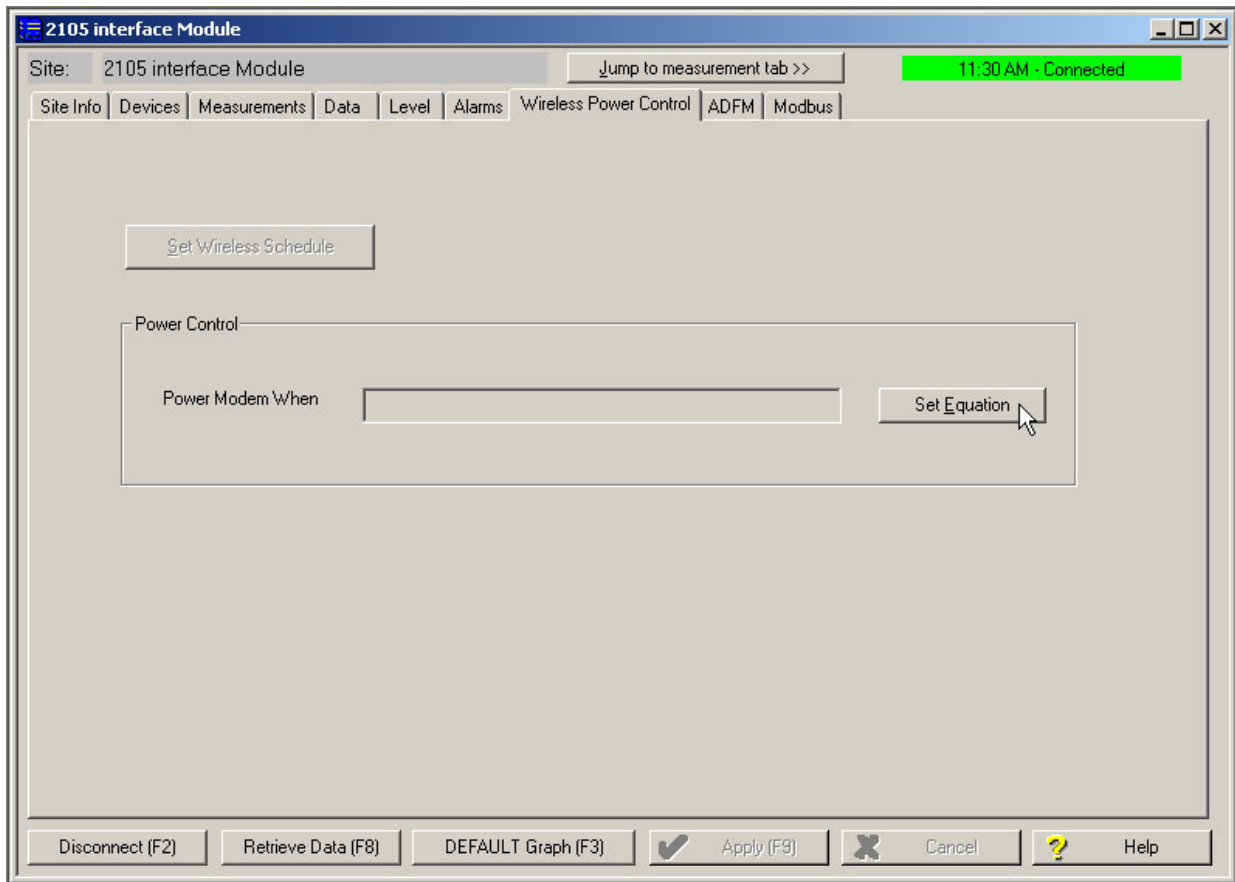 2105 interface Module
Site: 2105 interface Module Jump to measurement tab >> 11:30 AM - Connected
Site Info Devices Measurements Data Level Alarms Wireless Power Control ADFM Modbus
Set Wireless Schedule
Power Control
Power Modem When Set Equation
Disconnect (F2) Retrieve Data (F8) DEFAULT Graph (F3) Apply (F9) Cancel Help